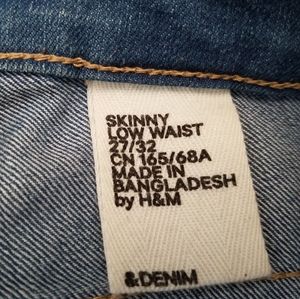 SKINNY
LOW WAIST
27/32
CN 165/68A
MADE IN
BANGLADESH
by H&M
&DENIM